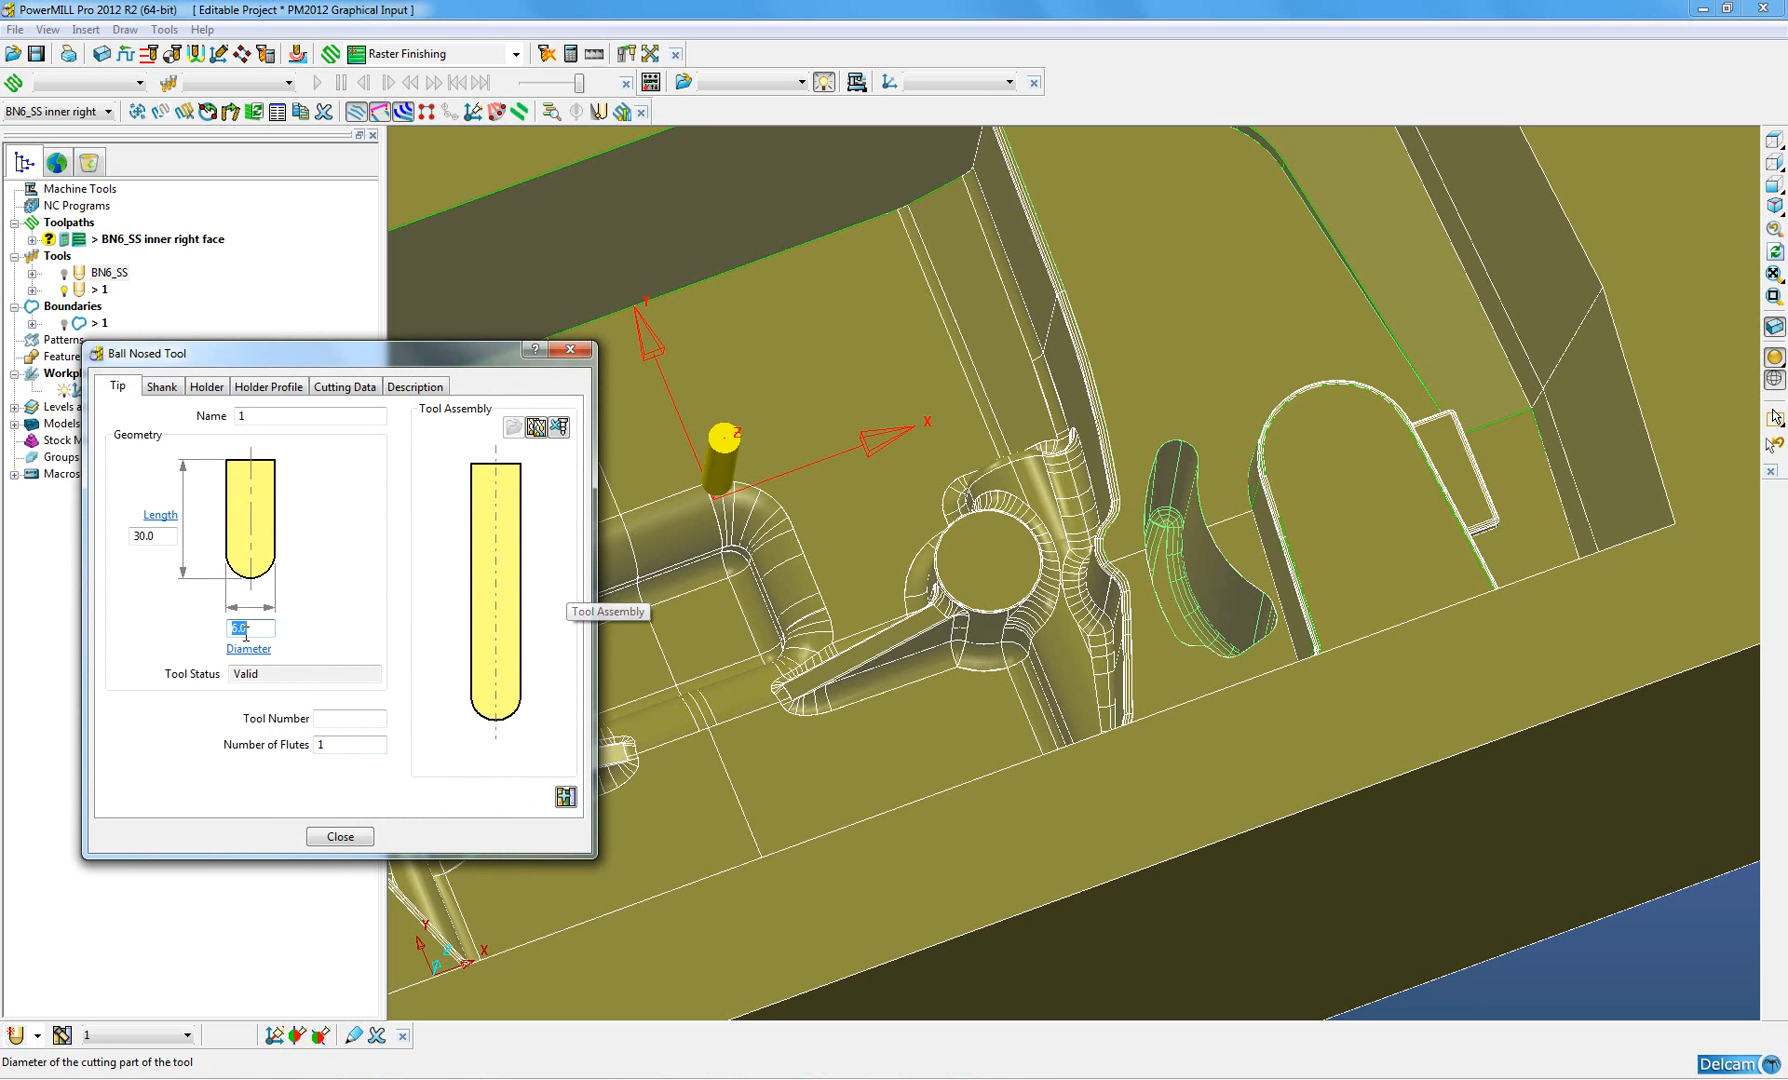 PowerMILL Pro 2012 R2 (64-bit) [ Editable Project * PM2012 Graphical Input ]
File View Insert Draw Tools Help
Raster Finishing
BN6_SS inner right
Machine Tools
NC Programs
Toolpaths
> BN6_SS inner right face
Tools
BN6_SS
> 1
Boundaries
> 1
Patterns
Featur
Workpl
Levels a
Models
Stock M
Groups
Macros
Ball Nosed Tool
Tip Shank Holder Holder Profile Cutting Data Description
Name 1
Tool Assembly
Geometry
Length
30.0
6.0
Diameter
Tool Status Valid
Tool Number
Number of Flutes 1
Close
Tool Assembly
Y
Z
X
Y
Z
X
1
Diameter of the cutting part of the tool
Delcam